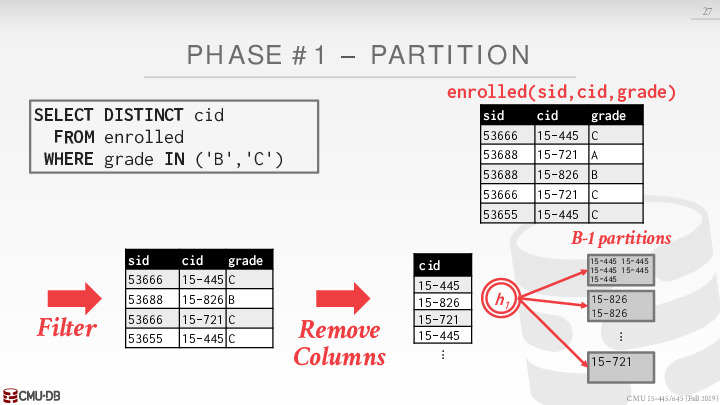 27
PHASE #1 – PARTITION
SELECT DISTINCT cid
FROM enrolled
WHERE grade IN ('B','C')
enrolled(sid,cid,grade)
sid cid grade
53666 15-445 C
53688 15-721 A
53688 15-826 B
53666 15-721 C
53655 15-445 C
Filter
sid cid grade
53666 15-445 C
53688 15-826 B
53666 15-721 C
53655 15-445 C
Remove
Columns
cid
15-445
15-826
15-721
15-445
⋮
h1
B-1 partitions
15-445 15-445
15-445 15-445
15-445
15-826
15-826
⋮
15-721
CMU·DB
CMU 15-445/645 (Fall 2019)